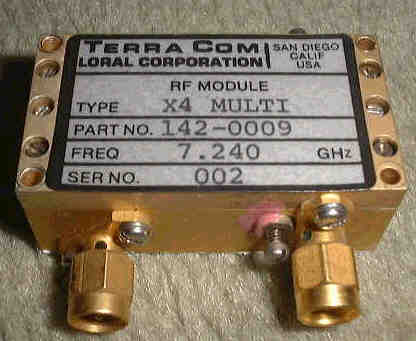 TERRA COM
LORAL CORPORATION
SAN DIEGO
CALIF
USA
RF MODULE
TYPE X4 MULTI
PART NO. 142-0009
FREQ 7.240 GHz
SER NO. 002